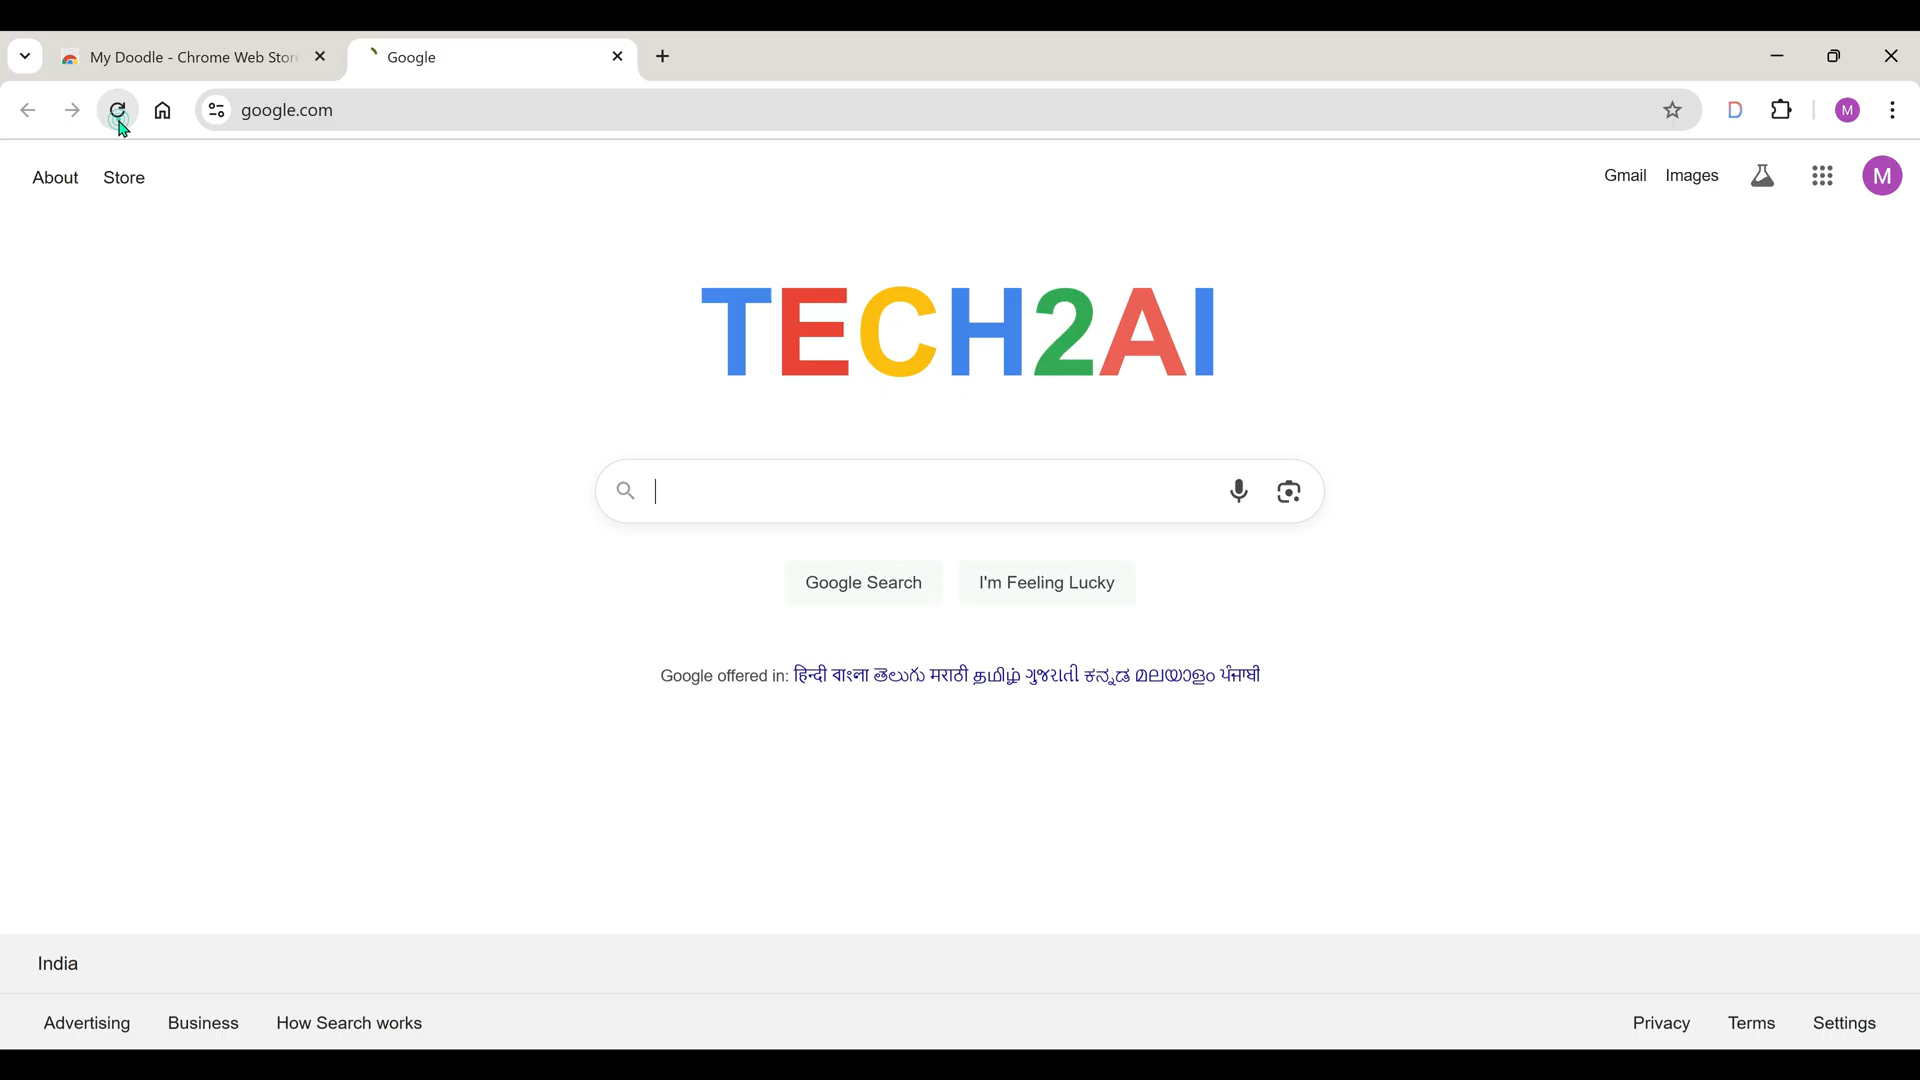 My Doodle - Chrome Web Stor
Google
google.com
D
M
About
Store
Gmail
Images
M
TECH2AI
Google Search
I'm Feeling Lucky
Google offered in: हिन्दी বাংলা తెలుగు मराठी தமிழ் ગુજરાતી ಕನ್ನಡ മലയാളം ਪੰਜਾਬੀ
India
Advertising
Business
How Search works
Privacy
Terms
Settings